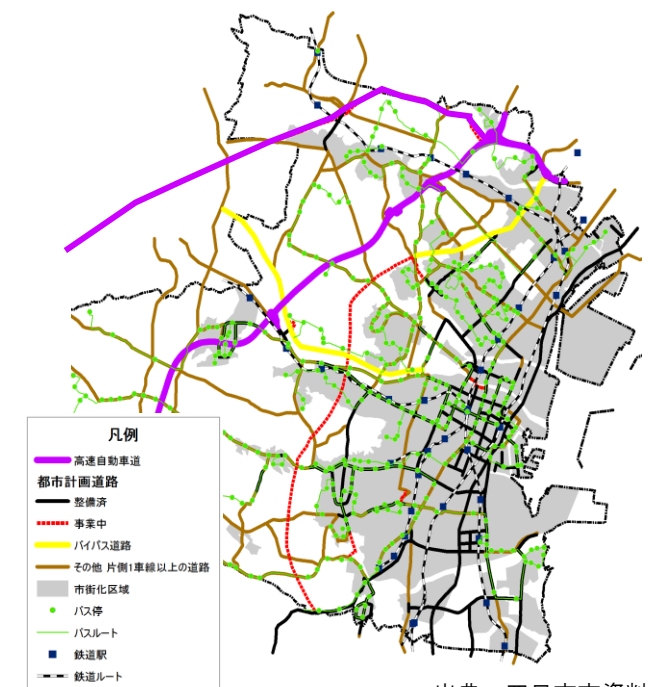 凡例
高速自動車道
都市計画道路
整備済
事業中
バイパス道路
その他 片側1車線以上の道路
市街化区域
バス停
バスルート
鉄道駅
鉄道ルート